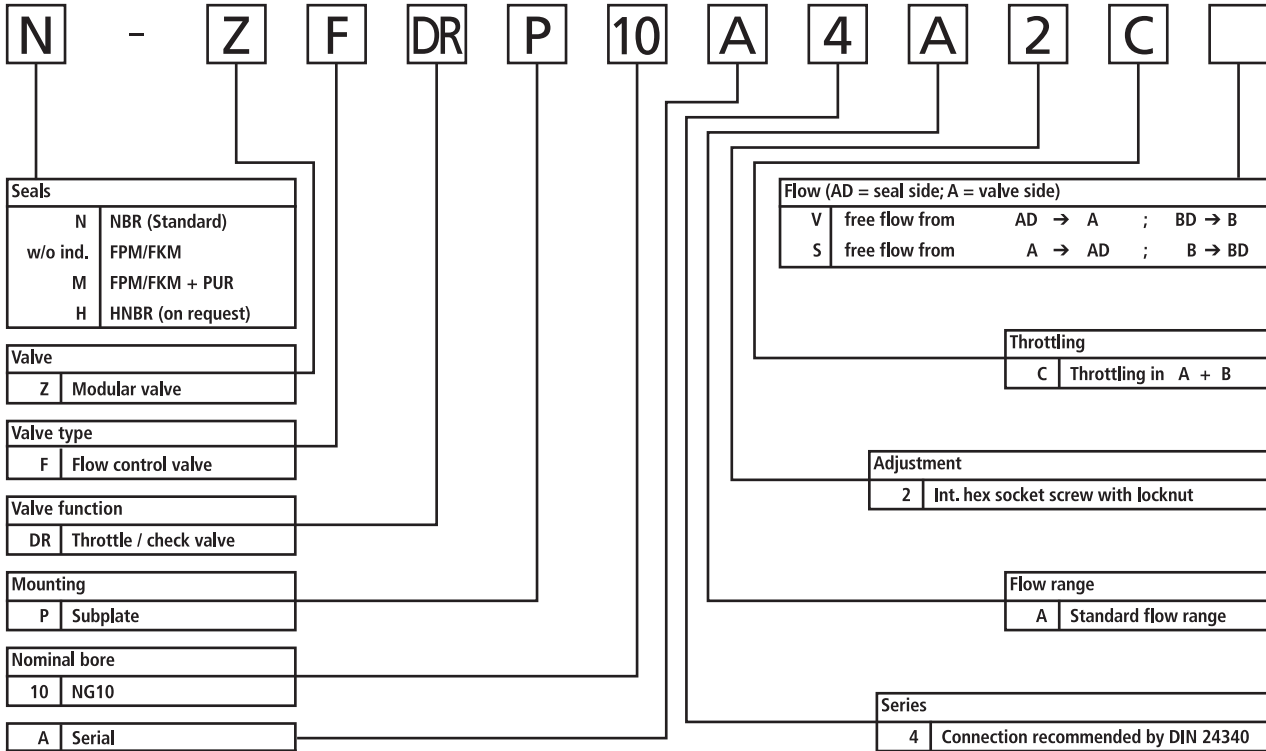 N - Z F DR P 10 A 4 A 2 C
Seals
N NBR (Standard)
w/o ind. FPM/FKM
M FPM/FKM + PUR
H HNBR (on request)
Valve
Z Modular valve
Valve type
F Flow control valve
Valve function
DR Throttle / check valve
Mounting
P Subplate
Nominal bore
10 NG10
A Serial
Flow (AD = seal side; A = valve side)
V free flow from AD → A ; BD → B
S free flow from A → AD ; B → BD
Throttling
C Throttling in A + B
Adjustment
2 Int. hex socket screw with locknut
Flow range
A Standard flow range
Series
4 Connection recommended by DIN 24340